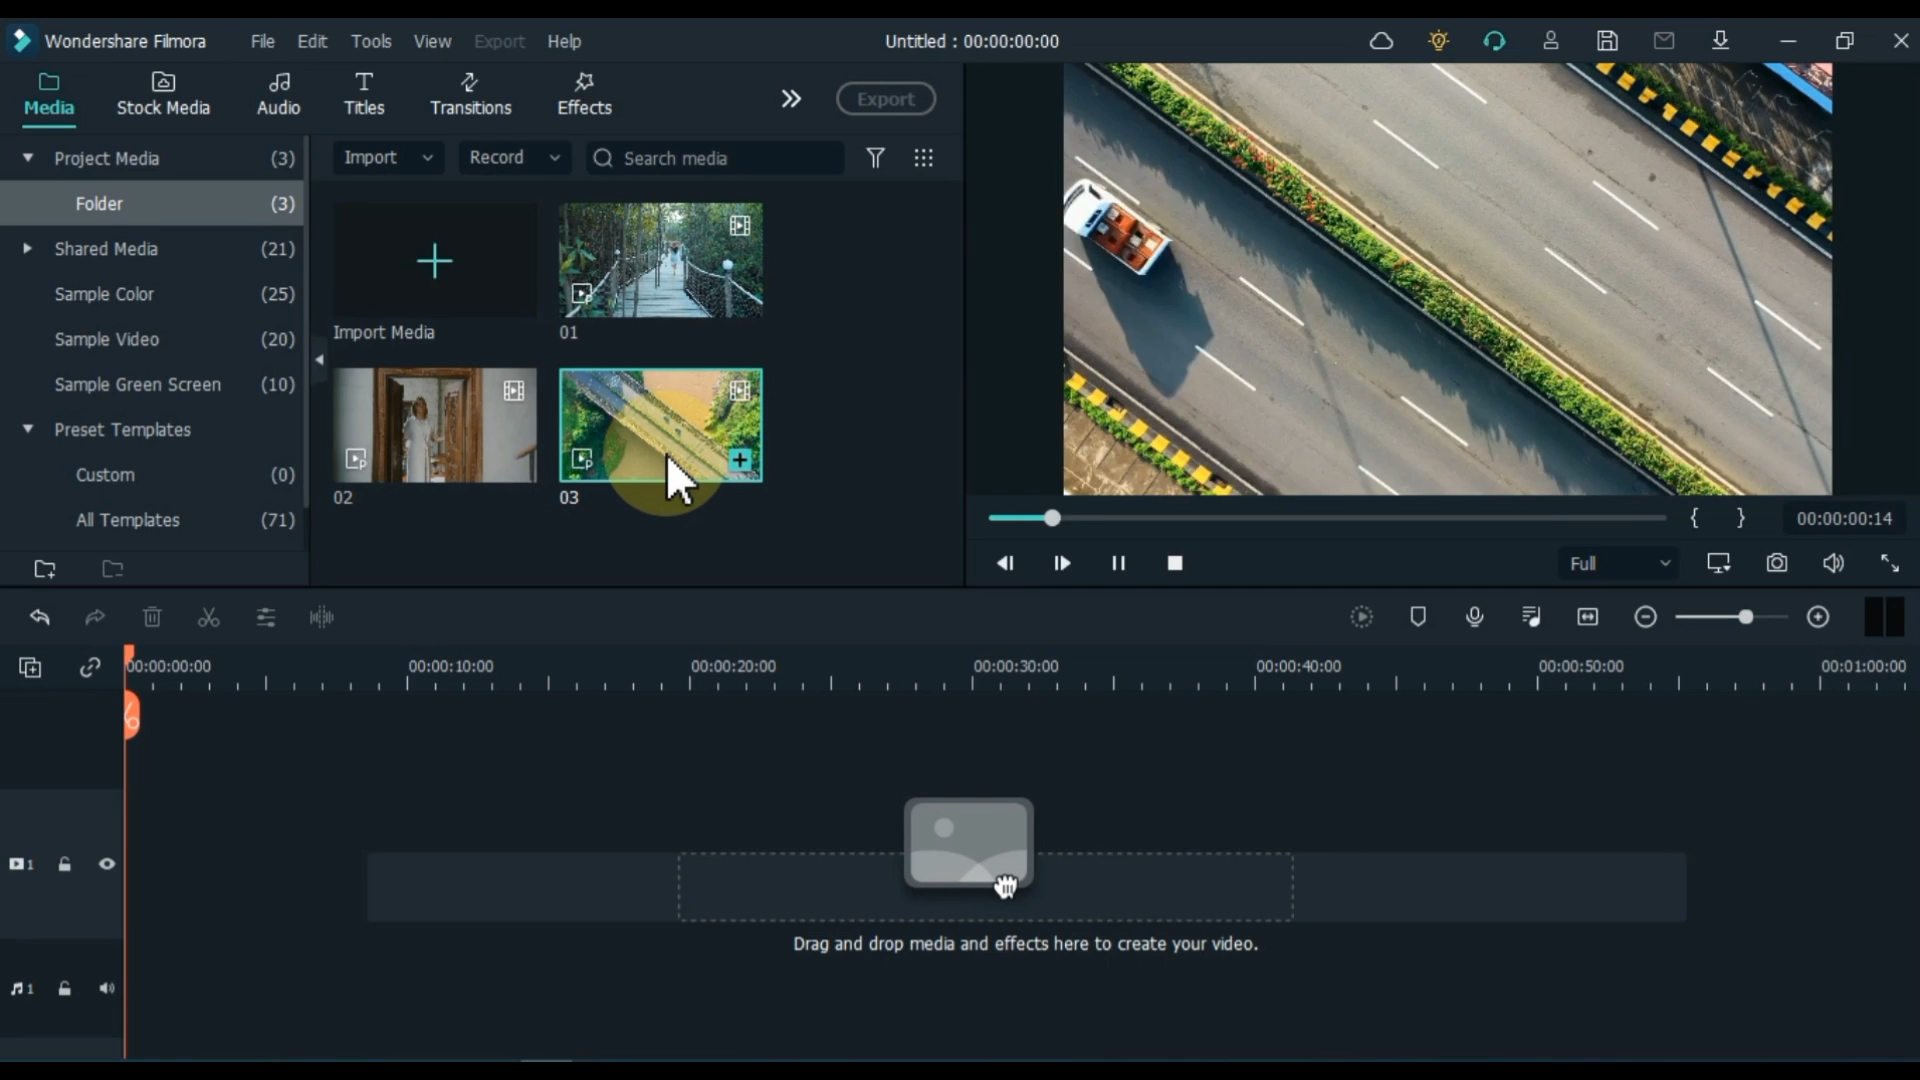 Wondershare Filmora File Edit Tools View Export Help Untitled : 00:00:00:00
Media Stock Media Audio Titles Transitions Effects Export
Project Media (3) Import Record Search media
Folder (3)
Shared Media (21)
Sample Color (25)
Import Media 01
Sample Video (20)
Sample Green Screen (10)
Preset Templates
Custom (0)
02 03
All Templates (71)
{ } 00:00:00:14
Full
00:00:00:00 00:00:10:00 00:00:20:00 00:00:30:00 00:00:40:00 00:00:50:00 00:01:00:00
1
Drag and drop media and effects here to create your video.
1